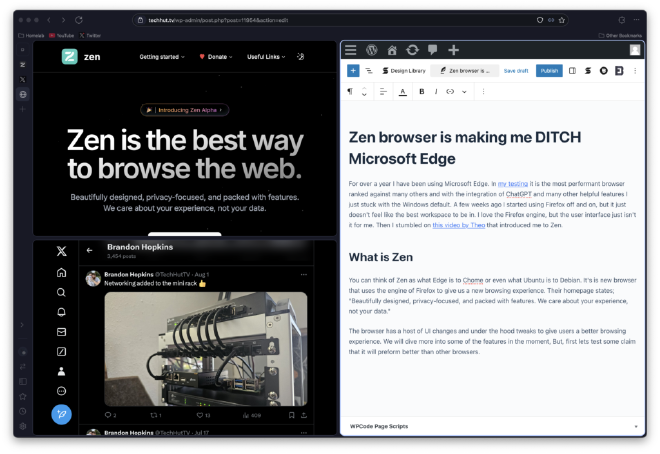 techhut.tv/wp-admin/post.php?post=11954&action=edit
Homelab
YouTube
Twitter
Other Bookmarks
zen
Getting started
Donate
Useful Links
Introducing Zen Alpha
Zen is the best way
to browse the web.
Beautifully designed, privacy-focused, and packed with features.
We care about your experience, not your data.
Brandon Hopkins
5,454 posts
Brandon Hopkins @TechHutTV · Aug 1
Networking added to the mini rack 👍
2
1
13
809
Brandon Hopkins @TechHutTV · Jul 17
Design Library
Zen browser is ...
Save draft
Publish
Zen browser is making me DITCH
Microsoft Edge
For over a year I have been using Microsoft Edge. In my testing it is the most performant browser
ranked against many others and with the integration of ChatGPT and many other helpful features I
just stuck with the Windows default. A few weeks ago I started using Firefox off and on, but it just
doesn't feel like the best workspace to be in. I love the Firefox engine, but the user interface just isn't
it for me. Then I stumbled on this video by Theo that introduced me to Zen.
What is Zen
You can think of Zen as what Edge is to Chome or even what Ubuntu is to Debian. It's is new browser
that uses the engine of Firefox to give us a new browsing experience. Their homepage states;
"Beautifully designed, privacy-focused, and packed with features. We care about your experience,
not your data."
The browser has a host of UI changes and under the hood tweaks to give users a better browsing
experience. We will dive more into some of the features in the moment, But, first lets test some claim
that it will preform better than other browsers.
WPCode Page Scripts